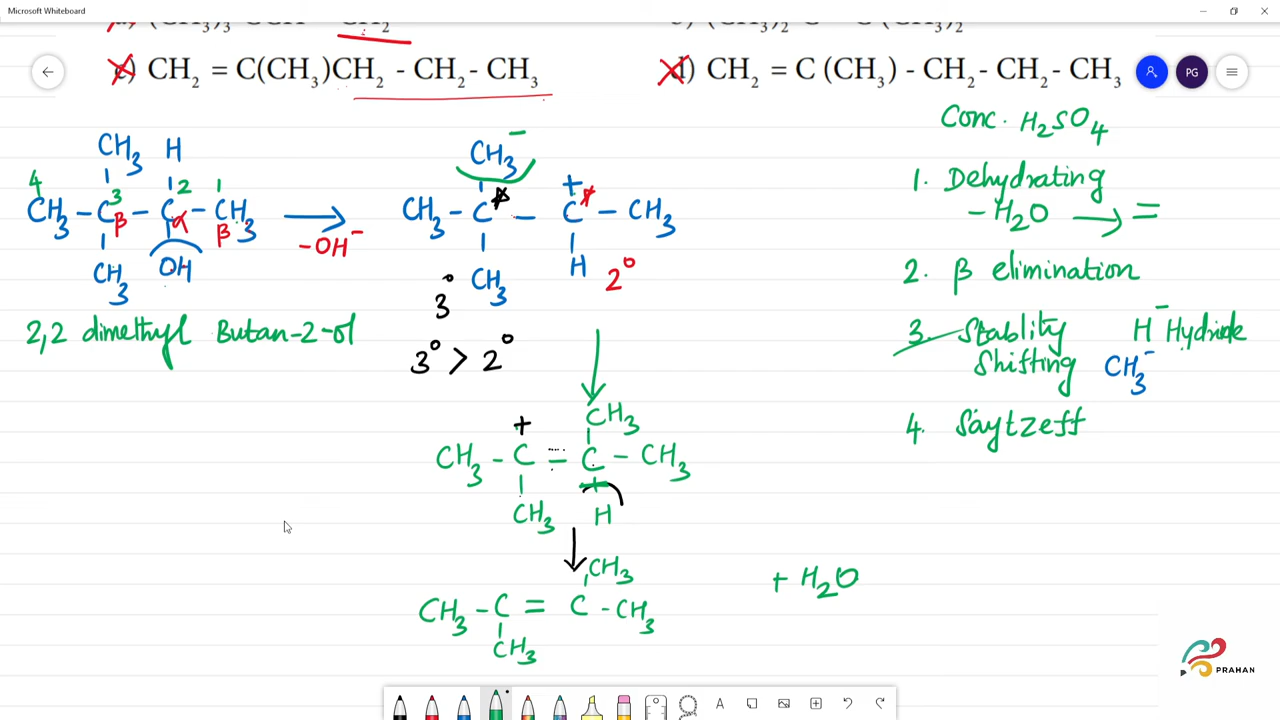 Microsoft Whiteboard
c) CH2 = C(CH3)CH2 - CH2- CH3
d) CH2 = C (CH3) - CH2- CH2- CH3
PG
Conc. H2SO4
1. Dehydrating
-H2O → =
2. β elimination
3. Stablity H⁻ Hydride
Shifting CH3⁻
4. Saytzeff
CH3 H
4 3 2 1
CH3 - C - C - CH3
β α β
CH3 OH
-OH⁻
2,2 dimethyl Butan-2-ol
CH3⁻
+
CH3 - C - C - CH3
CH3 H
3° 2°
3° > 2°
+ CH3
CH3 - C = C - CH3
CH3 H
CH3
CH3 - C = C - CH3
CH3
+ H2O
PRAHAN